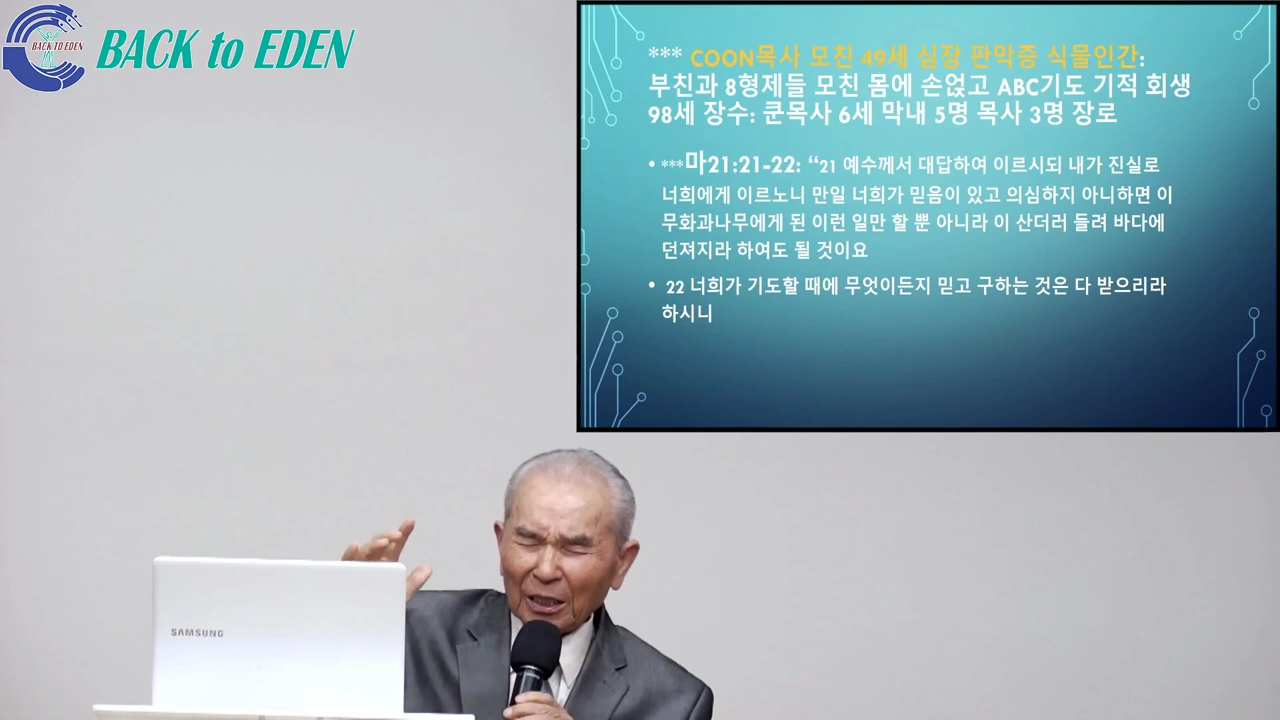 BACK TO EDEN
BACK to EDEN
*** COON목사 모친 49세 심장 판막증 식물인간:
부친과 8형제들 모친 몸에 손얹고 ABC기도 기적 회생
98세 장수: 쿤목사 6세 막내 5명 목사 3명 장로
• ***마21:21-22: “21 예수께서 대답하여 이르시되 내가 진실로
너희에게 이르노니 만일 너희가 믿음이 있고 의심하지 아니하면 이
무화과나무에게 된 이런 일만 할 뿐 아니라 이 산더러 들려 바다에
던져지라 하여도 될 것이요
• 22 너희가 기도할 때에 무엇이든지 믿고 구하는 것은 다 받으리라
하시니
SAMSUNG